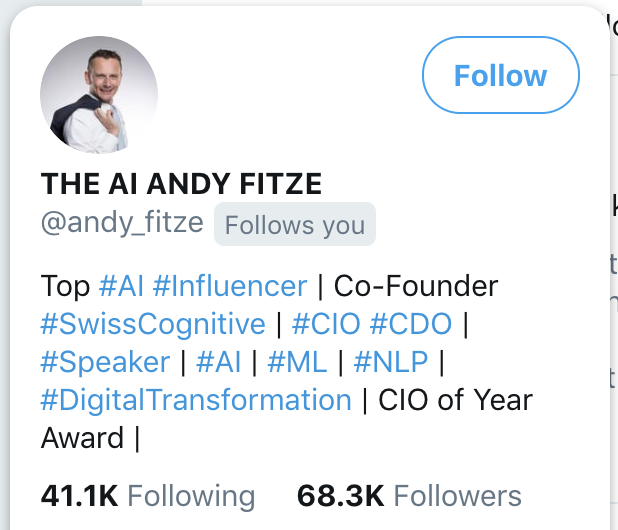 Follow
THE AI ANDY FITZE
@andy_fitze Follows you
Top #AI #Influencer | Co-Founder
#SwissCognitive | #CIO #CDO |
#Speaker | #AI | #ML | #NLP |
#DigitalTransformation | CIO of Year
Award |
41.1K Following 68.3K Followers